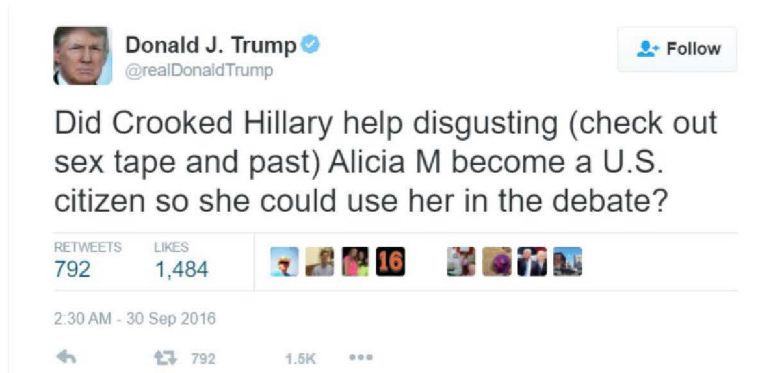 Donald J. Trump
Follow
@realDonaldTrump
Did Crooked Hillary help disgusting (check out
sex tape and past) Alicia M become a U.S.
citizen so she could use her in the debate?
RETWEETS LIKES
792 1,484
16
2:30 AM - 30 Sep 2016
792 1.5K